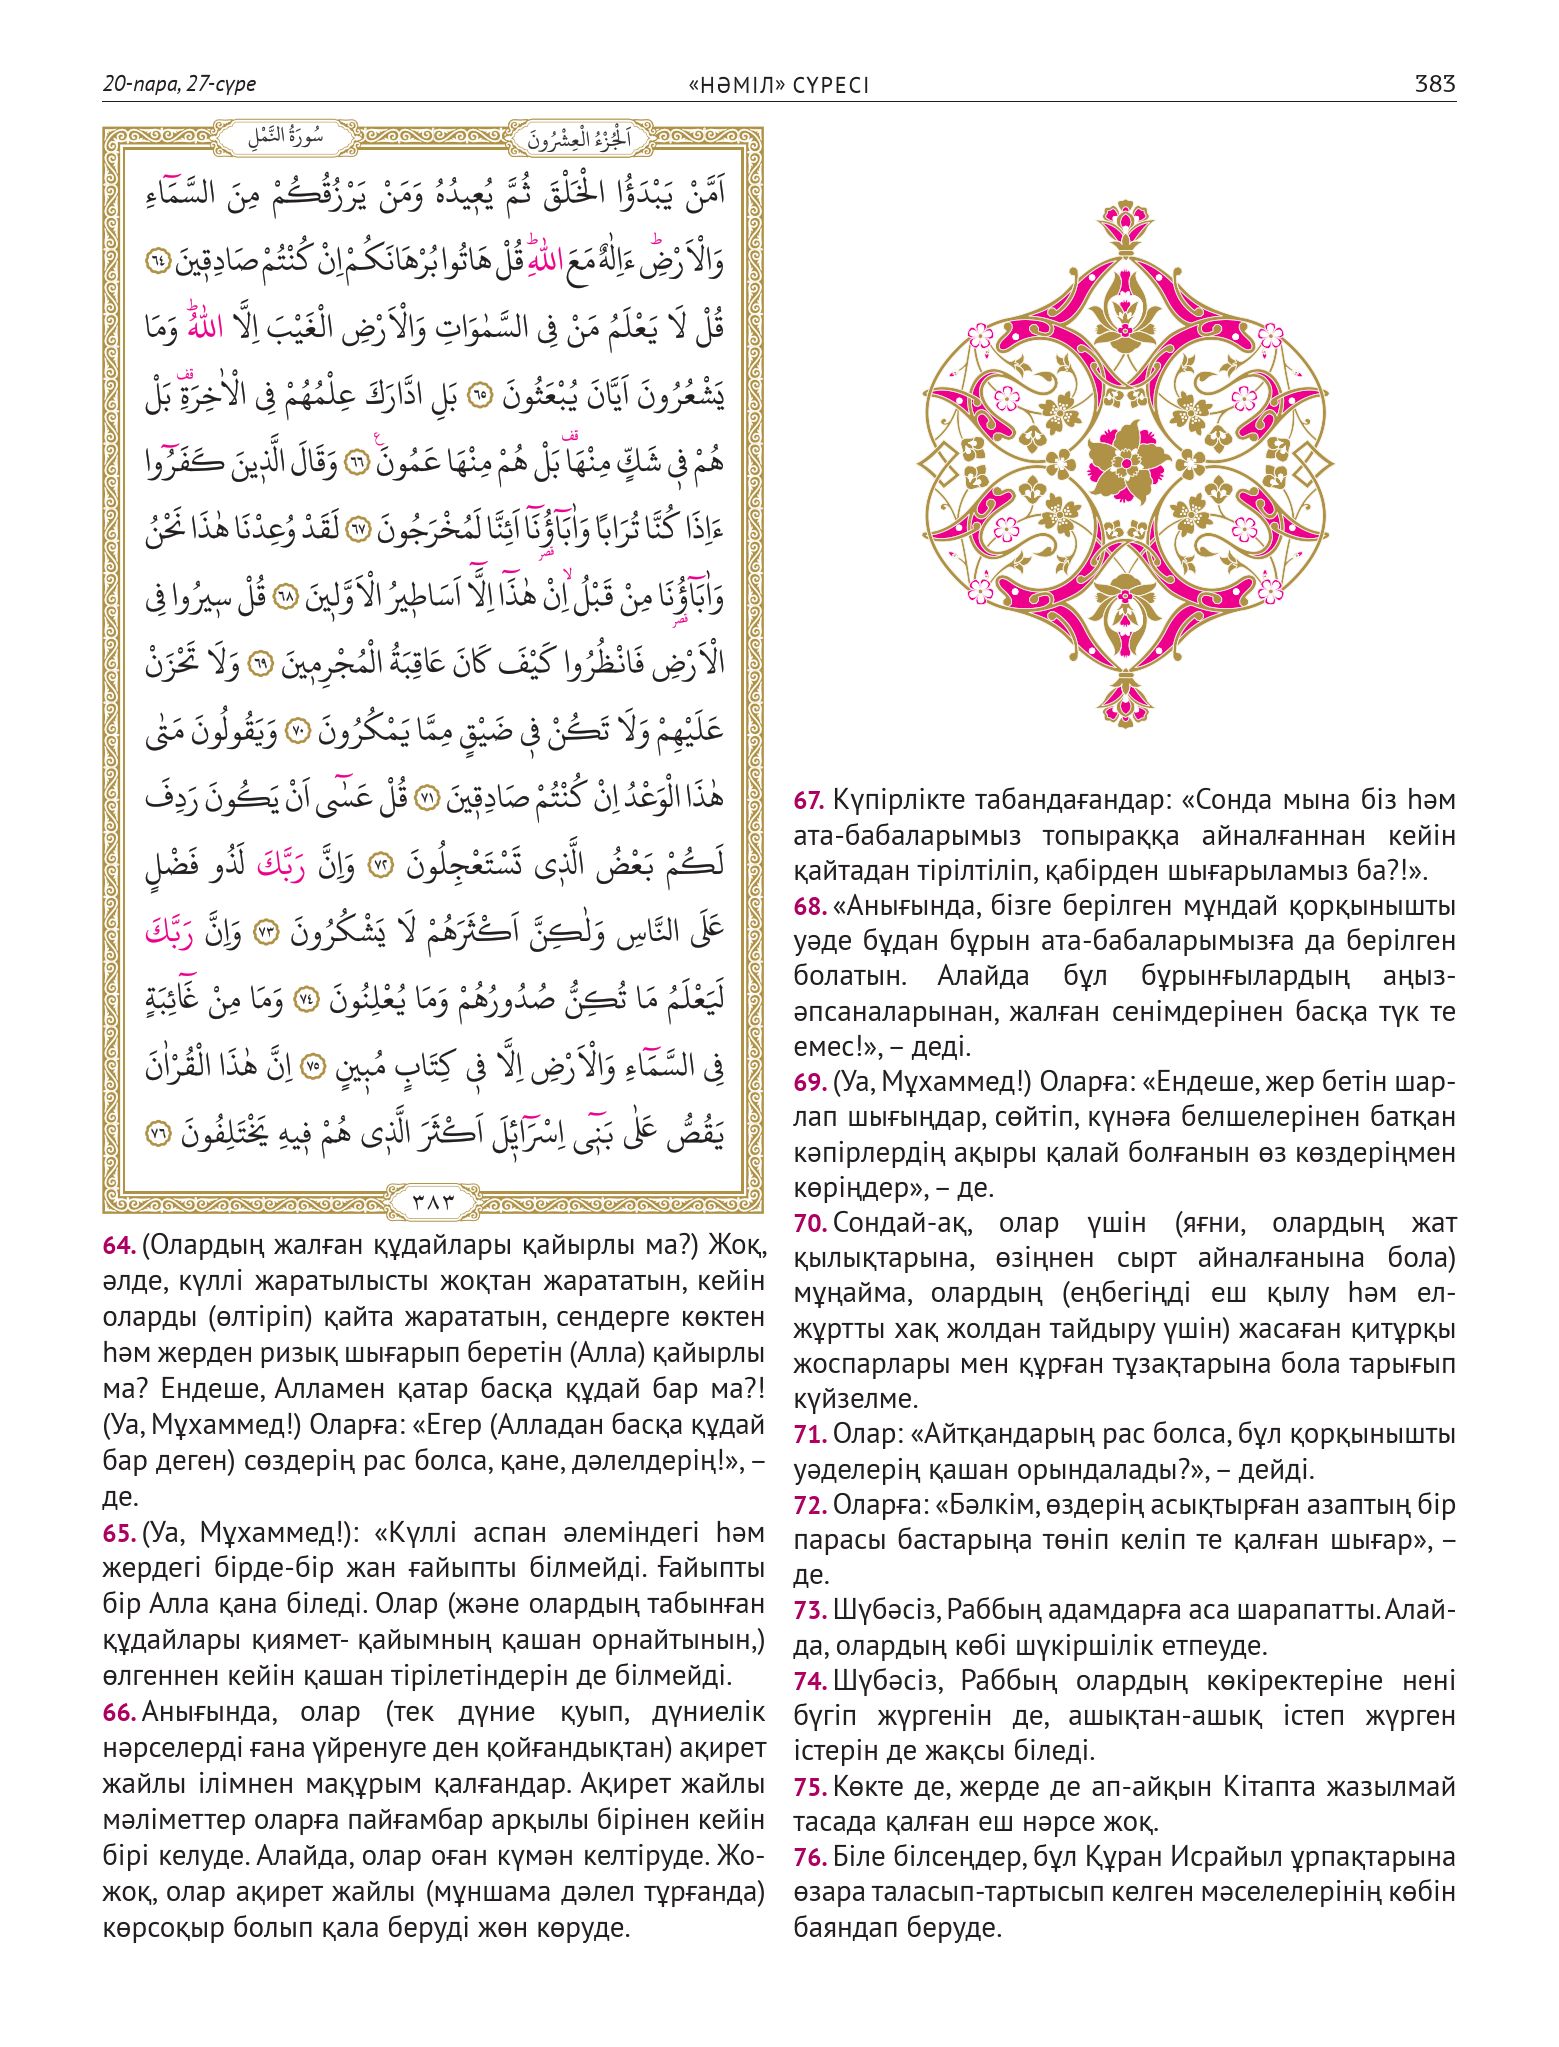 20-пара, 27-сүре
«НӘМІЛ» СҮРЕСІ
383
سُورَةُ النَّمْلِ
اَلْجُزْءُ الْعِشْرُونَ
اَمَّنْ يَبْدَؤُا الْخَلْقَ ثُمَّ يُعٖيدُهُ وَمَنْ يَرْزُقُكُمْ مِنَ السَّمَٓاءِ
وَالْاَرْضِؕ ءَاِلٰهٌ مَعَ اللّٰهِؕ قُلْ هَاتُوا بُرْهَانَكُمْ اِنْ كُنْتُمْ صَادِقٖينَ ٦٤
قُلْ لَا يَعْلَمُ مَنْ فِى السَّمٰوَاتِ وَالْاَرْضِ الْغَيْبَ اِلَّا اللّٰهُؕ وَمَا
يَشْعُرُونَ اَيَّانَ يُبْعَثُونَ ٦٥ بَلِ ادَّارَكَ عِلْمُهُمْ فِى الْاٰخِرَةِ قف بَلْ
هُمْ فٖى شَكٍّ مِنْهَا قف بَلْ هُمْ مِنْهَا عَمُونَ ع ٦٦ وَقَالَ الَّذٖينَ كَفَرُٓوا
ءَاِذَا كُنَّا تُرَابًا وَاٰبَٓاؤُ۬نَٓا اَئِنَّا لَمُخْرَجُونَ ٦٧ لَقَدْ وُعِدْنَا هٰذَا نَحْنُ
وَاٰبَٓاؤُ۬نَا مِنْ قَبْلُۙ اِنْ هٰذَٓا اِلَّٓا اَسَاطٖيرُ الْاَوَّلٖينَ ٦٨ قُلْ سٖيرُوا فِى
الْاَرْضِ فَانْظُرُوا كَيْفَ كَانَ عَاقِبَةُ الْمُجْرِمٖينَ ٦٩ وَلَا تَحْزَنْ
عَلَيْهِمْ وَلَا تَكُنْ فٖى ضَيْقٍ مِمَّا يَمْكُرُونَ ٧٠ وَيَقُولُونَ مَتٰى
هٰذَا الْوَعْدُ اِنْ كُنْتُمْ صَادِقٖينَ ٧١ قُلْ عَسٰٓى اَنْ يَكُونَ رَدِفَ
لَكُمْ بَعْضُ الَّذٖى تَسْتَعْجِلُونَ ٧٢ وَاِنَّ رَبَّكَ لَذُو فَضْلٍ
عَلَى النَّاسِ وَلٰكِنَّ اَكْثَرَهُمْ لَا يَشْكُرُونَ ٧٣ وَاِنَّ رَبَّكَ
لَيَعْلَمُ مَا تُكِنُّ صُدُورُهُمْ وَمَا يُعْلِنُونَ ٧٤ وَمَا مِنْ غَٓائِبَةٍ
فِى السَّمَٓاءِ وَالْاَرْضِ اِلَّا فٖى كِتَابٍ مُبٖينٍ ٧٥ اِنَّ هٰذَا الْقُرْاٰنَ
يَقُصُّ عَلٰى بَنٖٓى اِسْرَٓائٖلَ اَكْثَرَ الَّذٖى هُمْ فٖيهِ يَخْتَلِفُونَ ٧٦
٣٨٣
64. (Олардың жалған құдайлары қайырлы ма?) Жоқ,
әлде, күллі жаратылысты жоқтан жарататын, кейін
оларды (өлтіріп) қайта жарататын, сендерге көктен
һәм жерден ризық шығарып беретін (Алла) қайырлы
ма? Ендеше, Алламен қатар басқа құдай бар ма?!
(Уа, Мұхаммед!) Оларға: «Егер (Алладан басқа құдай
бар деген) сөздерің рас болса, қане, дәлелдерің!», –
де.
65. (Уа, Мұхаммед!): «Күллі аспан әлеміндегі һәм
жердегі бірде-бір жан ғайыпты білмейді. Ғайыпты
бір Алла қана біледі. Олар (және олардың табынған
құдайлары қиямет- қайымның қашан орнайтынын,)
өлгеннен кейін қашан тірілетіндерін де білмейді.
66. Анығында, олар (тек дүние қуып, дүниелік
нәрселерді ғана үйренуге ден қойғандықтан) ақирет
жайлы ілімнен мақұрым қалғандар. Ақирет жайлы
мәліметтер оларға пайғамбар арқылы бірінен кейін
бірі келуде. Алайда, олар оған күмән келтіруде. Жо-
жоқ, олар ақирет жайлы (мұншама дәлел тұрғанда)
көрсоқыр болып қала беруді жөн көруде.
67. Күпірлікте табандағандар: «Сонда мына біз һәм
ата-бабаларымыз топыраққа айналғаннан кейін
қайтадан тірілтіліп, қабірден шығарыламыз ба?!».
68. «Анығында, бізге берілген мұндай қорқынышты
уәде бұдан бұрын ата-бабаларымызға да берілген
болатын. Алайда бұл бұрынғылардың аңыз-
әпсаналарынан, жалған сенімдерінен басқа түк те
емес!», – деді.
69. (Уа, Мұхаммед!) Оларға: «Ендеше, жер бетін шар-
лап шығыңдар, сөйтіп, күнәға белшелерінен батқан
кәпірлердің ақыры қалай болғанын өз көздеріңмен
көріңдер», – де.
70. Сондай-ақ, олар үшін (яғни, олардың жат
қылықтарына, өзіңнен сырт айналғанына бола)
мұңайма, олардың (еңбегіңді еш қылу һәм ел-
жұртты хақ жолдан тайдыру үшін) жасаған қитұрқы
жоспарлары мен құрған тұзақтарына бола тарығып
күйзелме.
71. Олар: «Айтқандарың рас болса, бұл қорқынышты
уәделерің қашан орындалады?», – дейді.
72. Оларға: «Бәлкім, өздерің асықтырған азаптың бір
парасы бастарыңа төніп келіп те қалған шығар», –
де.
73. Шүбәсіз, Раббың адамдарға аса шарапатты. Алай-
да, олардың көбі шүкіршілік етпеуде.
74. Шүбәсіз, Раббың олардың көкіректеріне нені
бүгіп жүргенін де, ашықтан-ашық істеп жүрген
істерін де жақсы біледі.
75. Көкте де, жерде де ап-айқын Кітапта жазылмай
тасада қалған еш нәрсе жоқ.
76. Біле білсеңдер, бұл Құран Исрайыл ұрпақтарына
өзара таласып-тартысып келген мәселелерінің көбін
баяндап беруде.